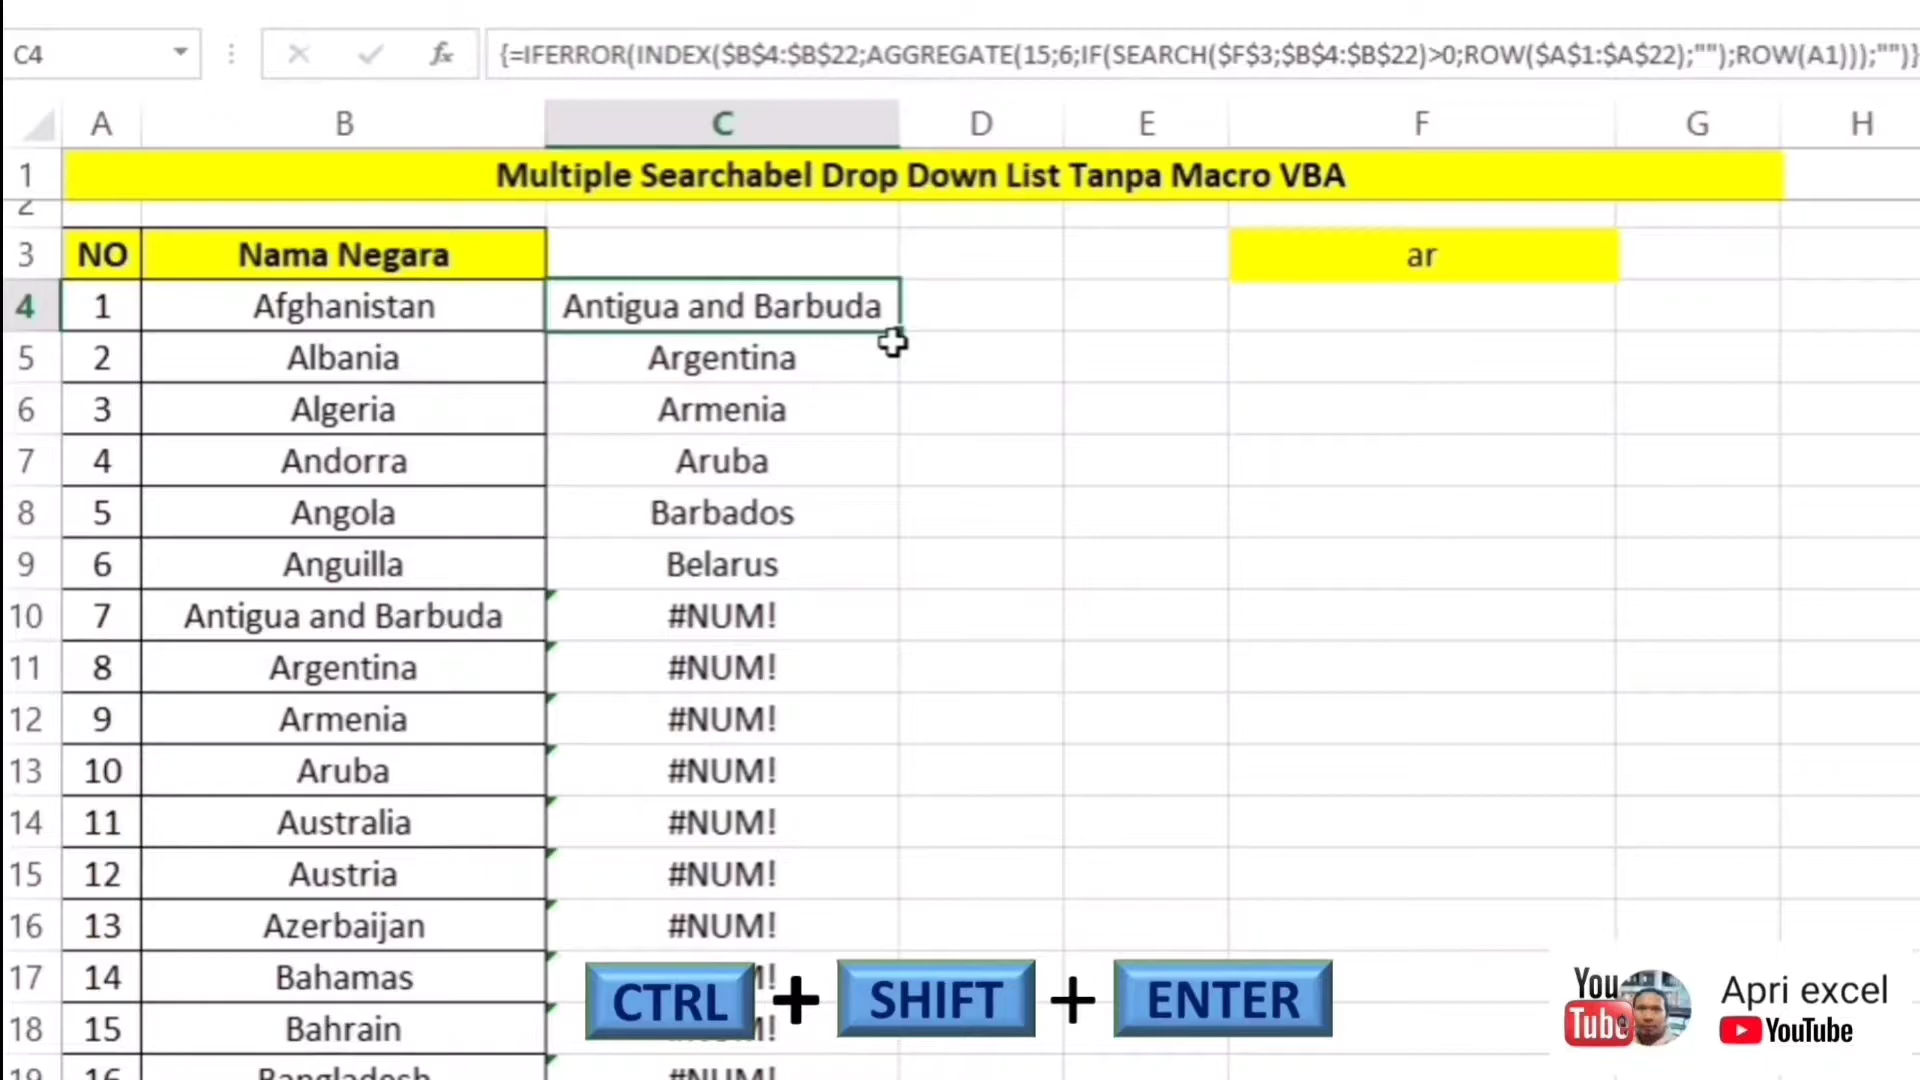 C4 fx {=IFERROR(INDEX($B$4:$B$22;AGGREGATE(15;6;IF(SEARCH($F$3;$B$4:$B$22)>0;ROW($A$1:$A$22);"");ROW(A1)));"")}
A B C D E F G H
1 Multiple Searchabel Drop Down List Tanpa Macro VBA
2
3 NO Nama Negara ar
4 1 Afghanistan Antigua and Barbuda
5 2 Albania Argentina
6 3 Algeria Armenia
7 4 Andorra Aruba
8 5 Angola Barbados
9 6 Anguilla Belarus
10 7 Antigua and Barbuda #NUM!
11 8 Argentina #NUM!
12 9 Armenia #NUM!
13 10 Aruba #NUM!
14 11 Australia #NUM!
15 12 Austria #NUM!
16 13 Azerbaijan #NUM!
17 14 Bahamas
18 15 Bahrain
19 16 Bangladesh #NUM!
CTRL + SHIFT + ENTER
You Tube
Apri excel
YouTube